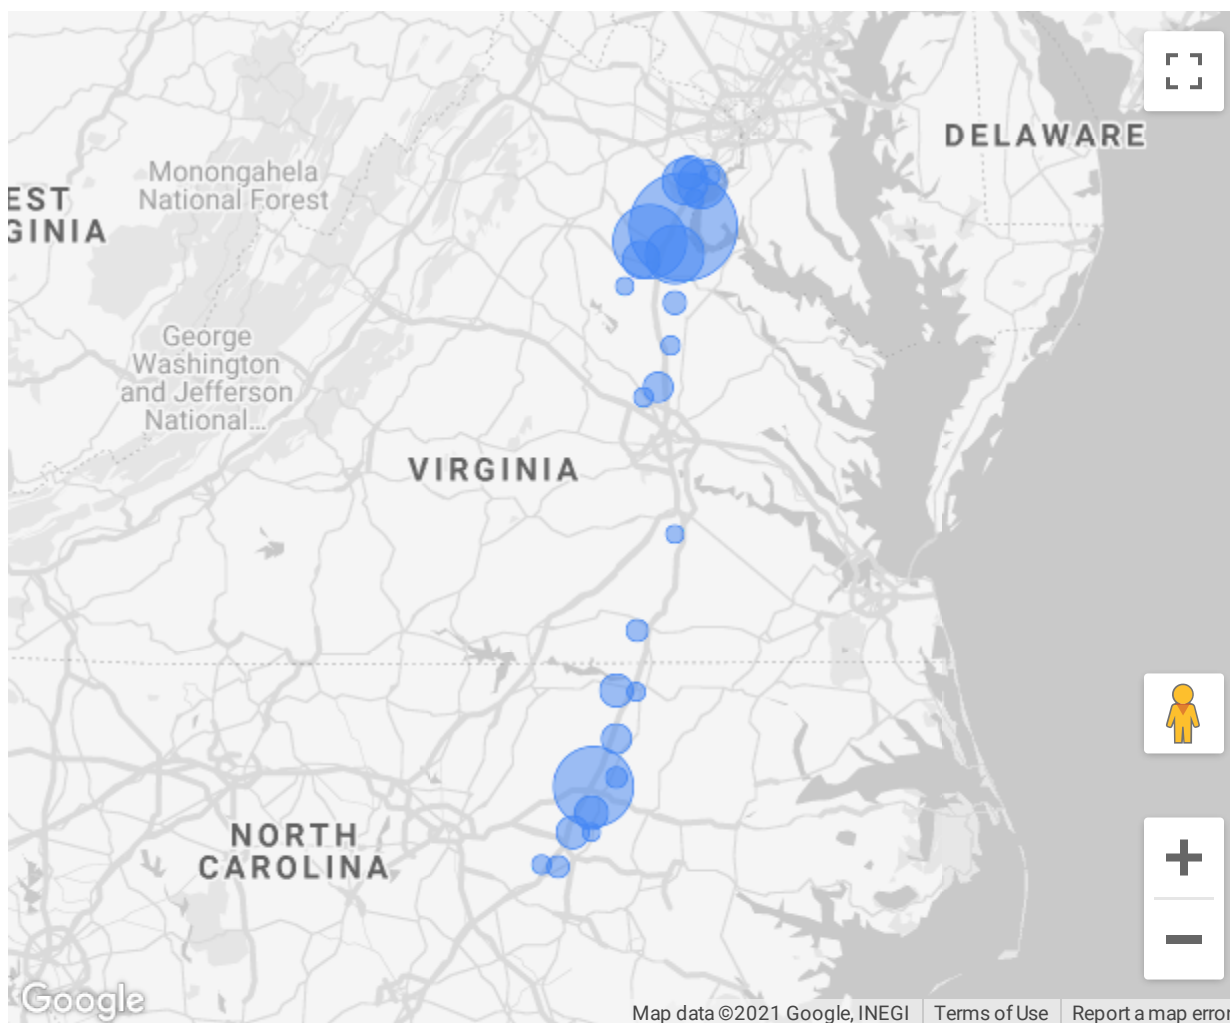 DELAWARE
Monongahela
National Forest
EST
GINIA
George
Washington
and Jefferson
National...
VIRGINIA
NORTH
CAROLINA
Google
Map data ©2021 Google, INEGI
Terms of Use
Report a map error